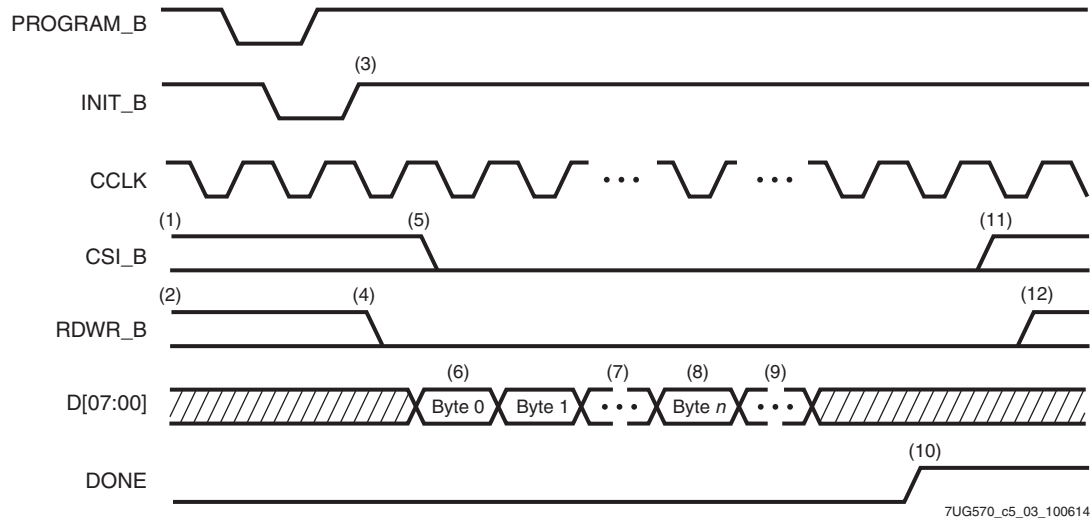 PROGRAM_B
(3)
INIT_B
CCLK
(1) (5) (11)
CSI_B
(2) (4) (12)
RDWR_B
(6) (7) (8) (9)
D[07:00] Byte 0 Byte 1 • • • Byte n • • •
(10)
DONE
7UG570_c5_03_100614